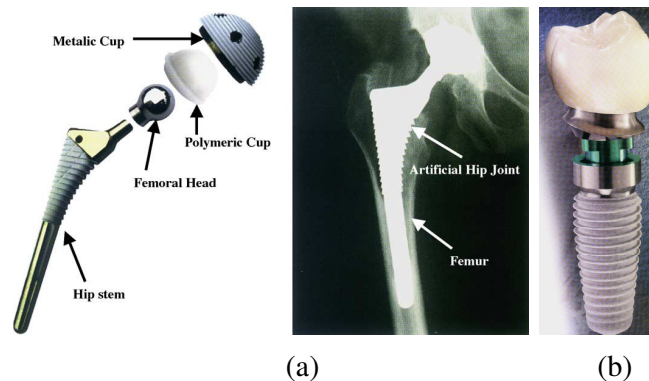 Metalic Cup
Polymeric Cup
Femoral Head
Hip stem
Artificial Hip Joint
Femur
(a)
(b)